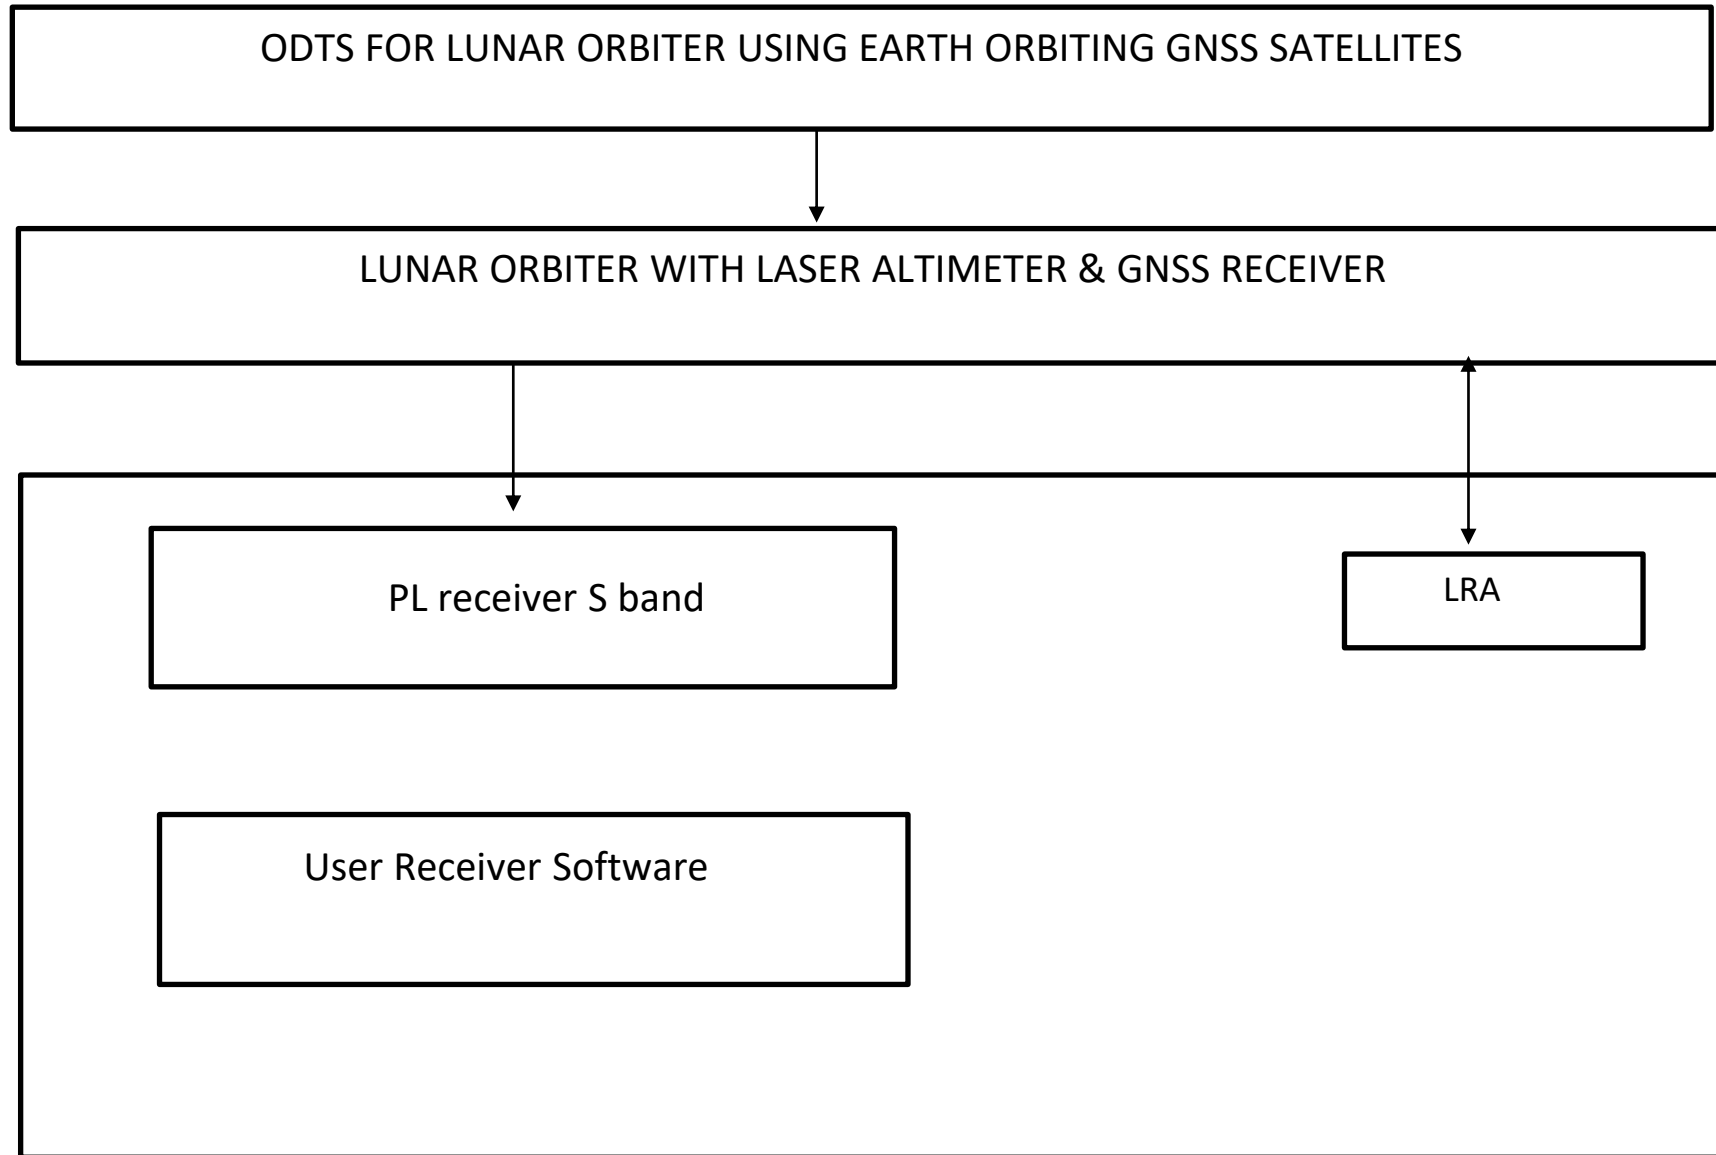 ODTS FOR LUNAR ORBITER USING EARTH ORBITING GNSS SATELLITES
LUNAR ORBITER WITH LASER ALTIMETER & GNSS RECEIVER
PL receiver S band
LRA
User Receiver Software